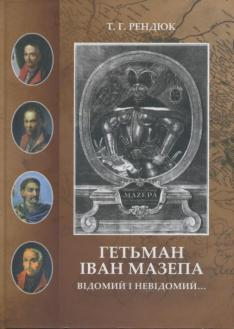 Т. Г. РЕНДЮК
MAZEPA
ГЕТЬМАН
ІВАН МАЗЕПА
ВІДОМИЙ І НЕВІДОМИЙ...